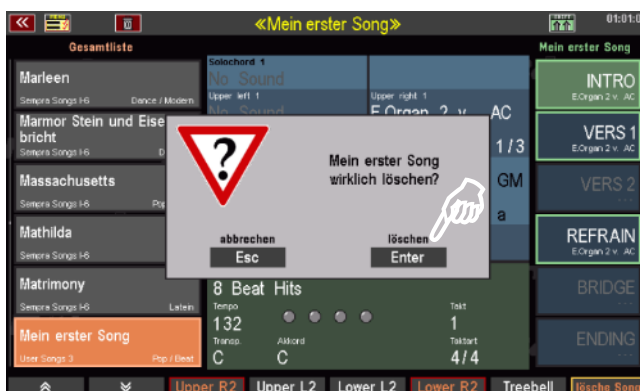 «Mein erster Song»
01:01:0
Gesamtliste
Mein erster Song
Marleen
Sempra Songs I-6 Dance / Modern
Marmor Stein und Eise
bricht
Sempra Songs I-6 D
Massachusetts
Sempra Songs I-6 Pop
Mathilda
Sempra Songs I-6
Matrimony
Sempra Songs I-6 Latein
Mein erster Song
User Songs 3 Pop / Beat
Solochord 1
No Sound
Upper left 1
No Sound
Upper right 1
E.Organ 2 v. AC
1/3
GM
a
?
Mein erster Song
wirklich löschen?
abbrechen
Esc
löschen
Enter
8 Beat Hits
Tempo
132
Takt
1
Transp.
C
Akkord
C
Taktart
4/4
INTRO
E.Organ 2 v. AC
VERS 1
E.Organ 2 v. AC
VERS 2
- - -
REFRAIN
E.Organ 2 v. AC
BRIDGE
- - -
ENDING
- - -
Upper R2 Upper L2 Lower L2 Lower R2 Treebell lösche Song